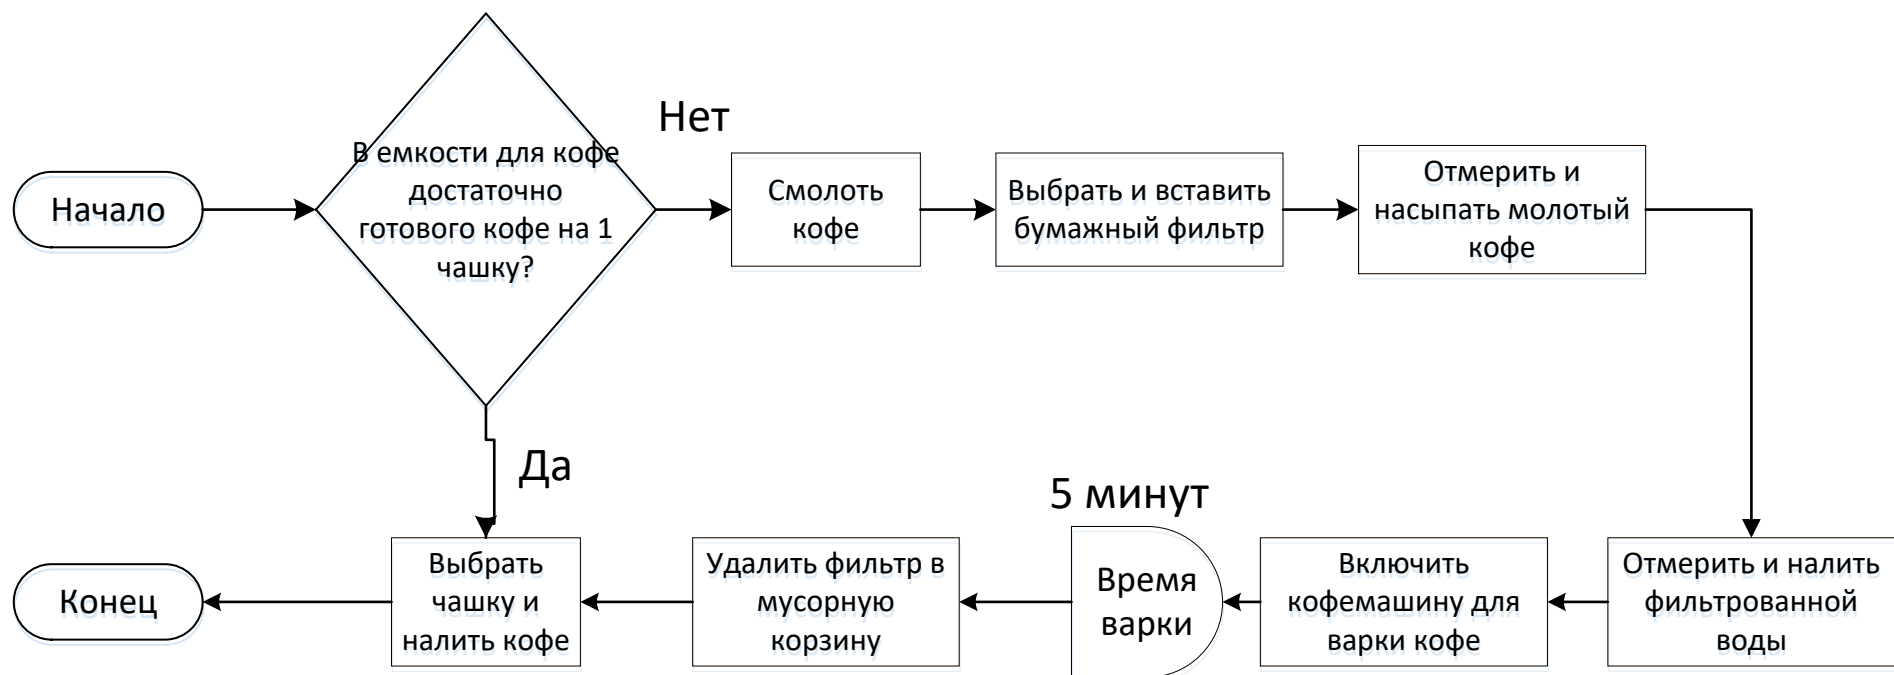 Начало
В емкости для кофе
достаточно
готового кофе на 1
чашку?
Нет
Смолоть
кофе
Выбрать и вставить
бумажный фильтр
Отмерить и
насыпать молотый
кофе
Да
5 минут
Конец
Выбрать
чашку и
налить кофе
Удалить фильтр в
мусорную
корзину
Время
варки
Включить
кофемашину для
варки кофе
Отмерить и налить
фильтрованной
воды